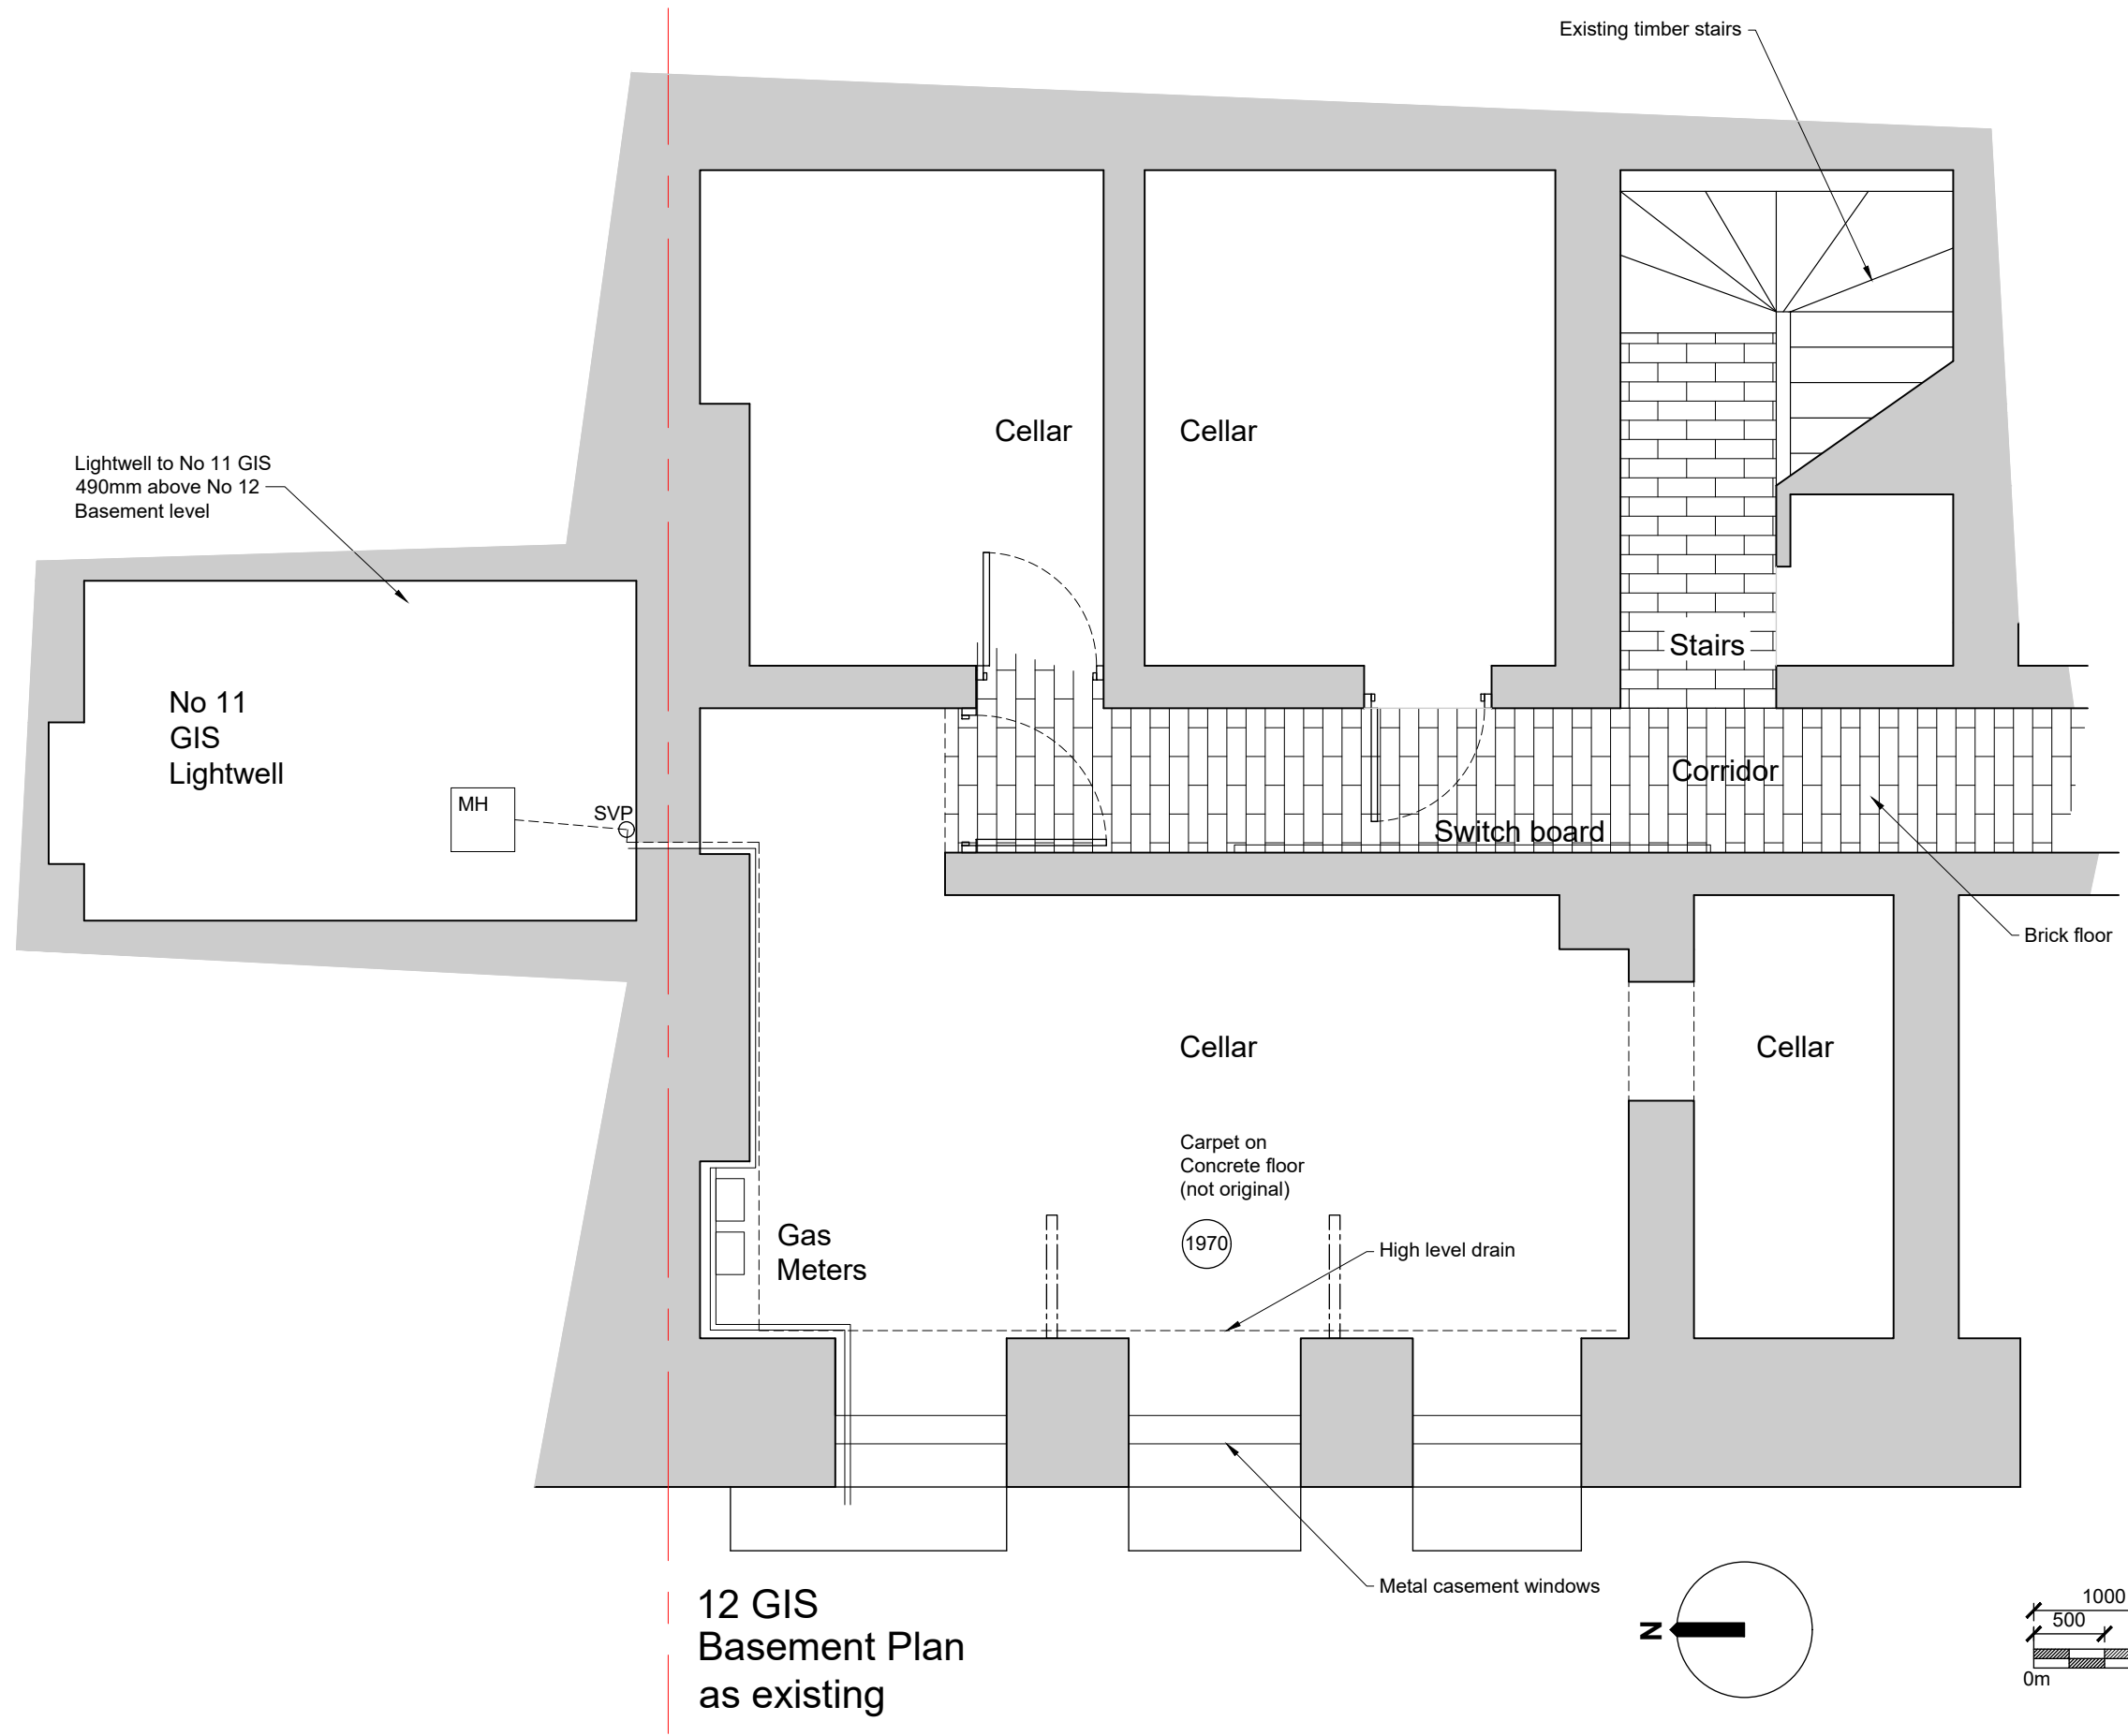 Existing timber stairs
Cellar
Cellar
Lightwell to No 11 GIS
490mm above No 12
Basement level
Stairs
No 11
GIS
Lightwell
MH
SVP
Corridor
Switch board
Brick floor
Cellar
Cellar
Carpet on
Concrete floor
(not original)
1970
Gas
Meters
High level drain
Metal casement windows
12 GIS
Basement Plan
as existing
N
1000
500
0m